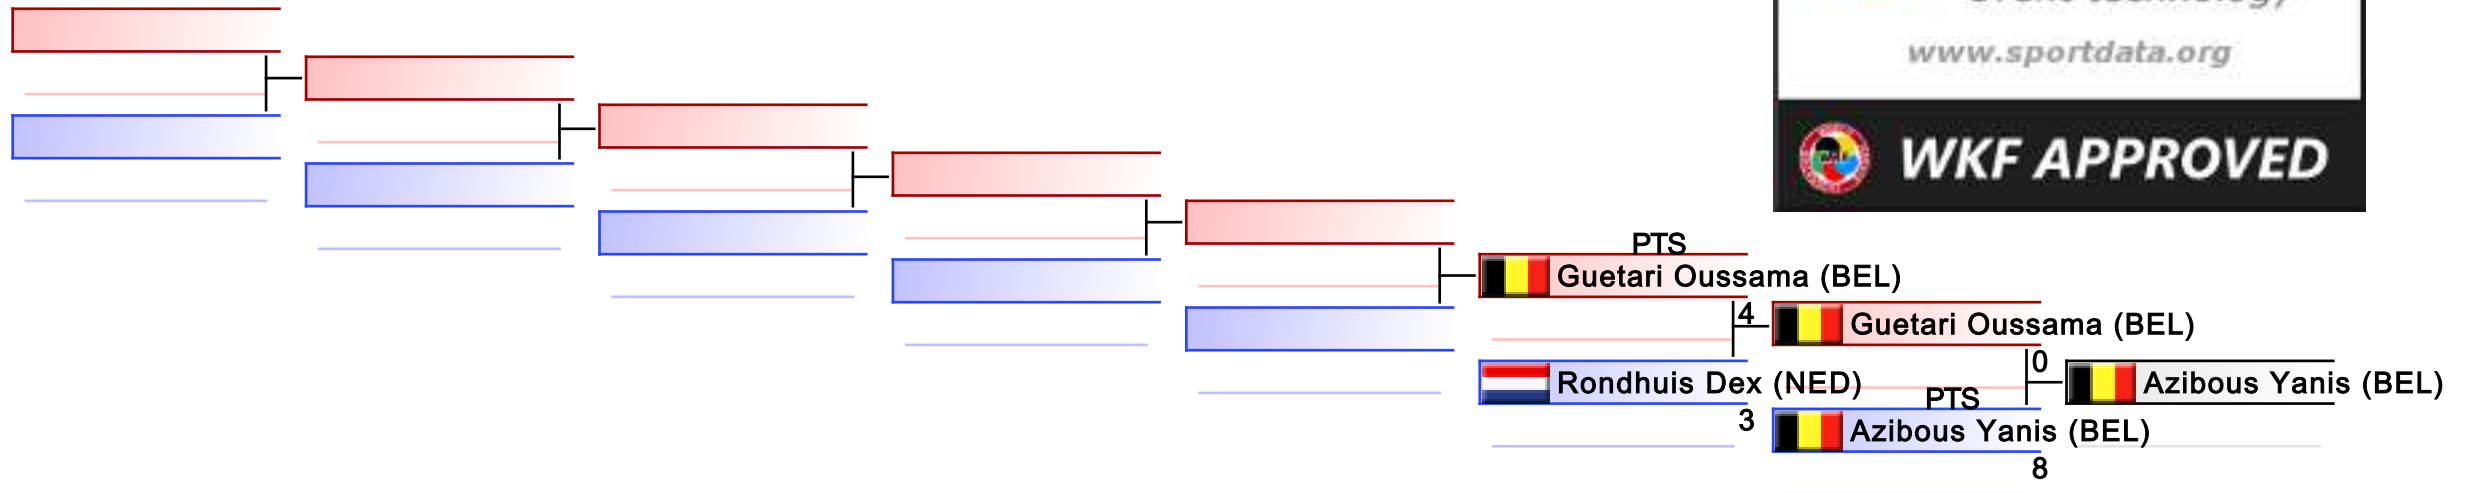 www.sportdata.org
WKF APPROVED
PTS
Guetari Oussama (BEL)
4
Guetari Oussama (BEL)
0
Rondhuis Dex (NED)
3
PTS
Azibous Yanis (BEL)
Azibous Yanis (BEL)
8